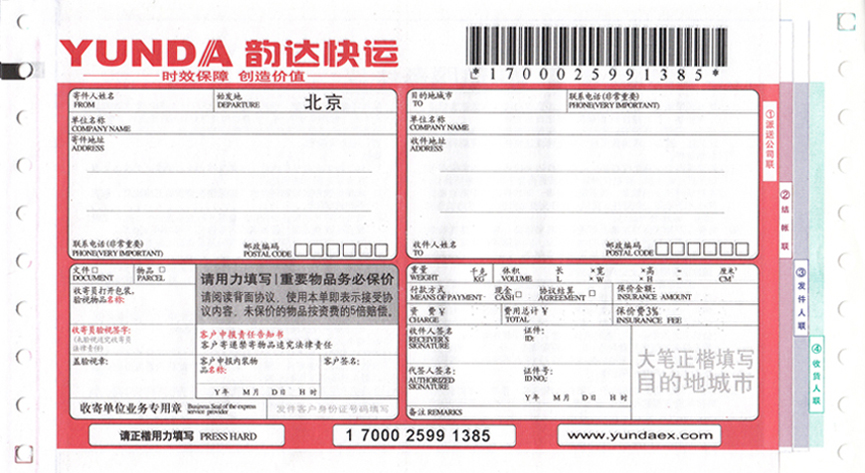 YUNDA 韵达快运
时效保障 创造价值
*17000025991385*
寄件人姓名 FROM
始发地 DEPARTURE 北京
单位名称 COMPANY NAME
寄件地址 ADDRESS
联系电话(非常重要) PHONE(VERY IMPORTANT)
邮政编码 POSTAL CODE
目的地城市 TO
联系电话(非常重要) PHONE(VERY IMPORTANT)
单位名称 COMPANY NAME
收件地址 ADDRESS
收件人姓名 TO
邮政编码 POSTAL CODE
文件 DOCUMENT
物品 PARCEL
收寄员打开包装,
验视物品名称:
收寄员验视签字:
盖验视章:
请用力填写|重要物品务必保价
请阅读背面协议,使用本单即表示接受协
议内容。未保价的物品按资费的5倍赔偿。
客户申报责任告知书
客户寄递禁寄物品追究法律责任
客户申报内装物
品名称:
客户签名:
Y年 M月 D日 H时
收寄单位业务专用章 Business Seal of the express service provider
发件客户身份证号码填写
重量 WEIGHT 千克 KG
体积 VOLUME 长 L ×宽 × W ×高 × H = = 厘米³ CM³
付款方式 MEANS OF PAYMENT
现金 CASH
协议结算 AGREEMENT
保价金额: INSURANCE AMOUNT
资 费 ¥ CHARGE
费用总计 ¥ TOTAL
保价费3% INSURANCE FEE
收件人签名 RECEIVER'S SIGNATURE
证件: ID:
代签人签名: AUTHORIZED SIGNATURE
证件号: ID NO.:
Y年 M月 D日 H时
备注 REMARKS
大笔正楷填写
目的地城市
①派送公司联
②结帐联
③发件人联
④收货人联
请正楷用力填写 PRESS HARD
1 7000 2599 1385
www.yundaex.com